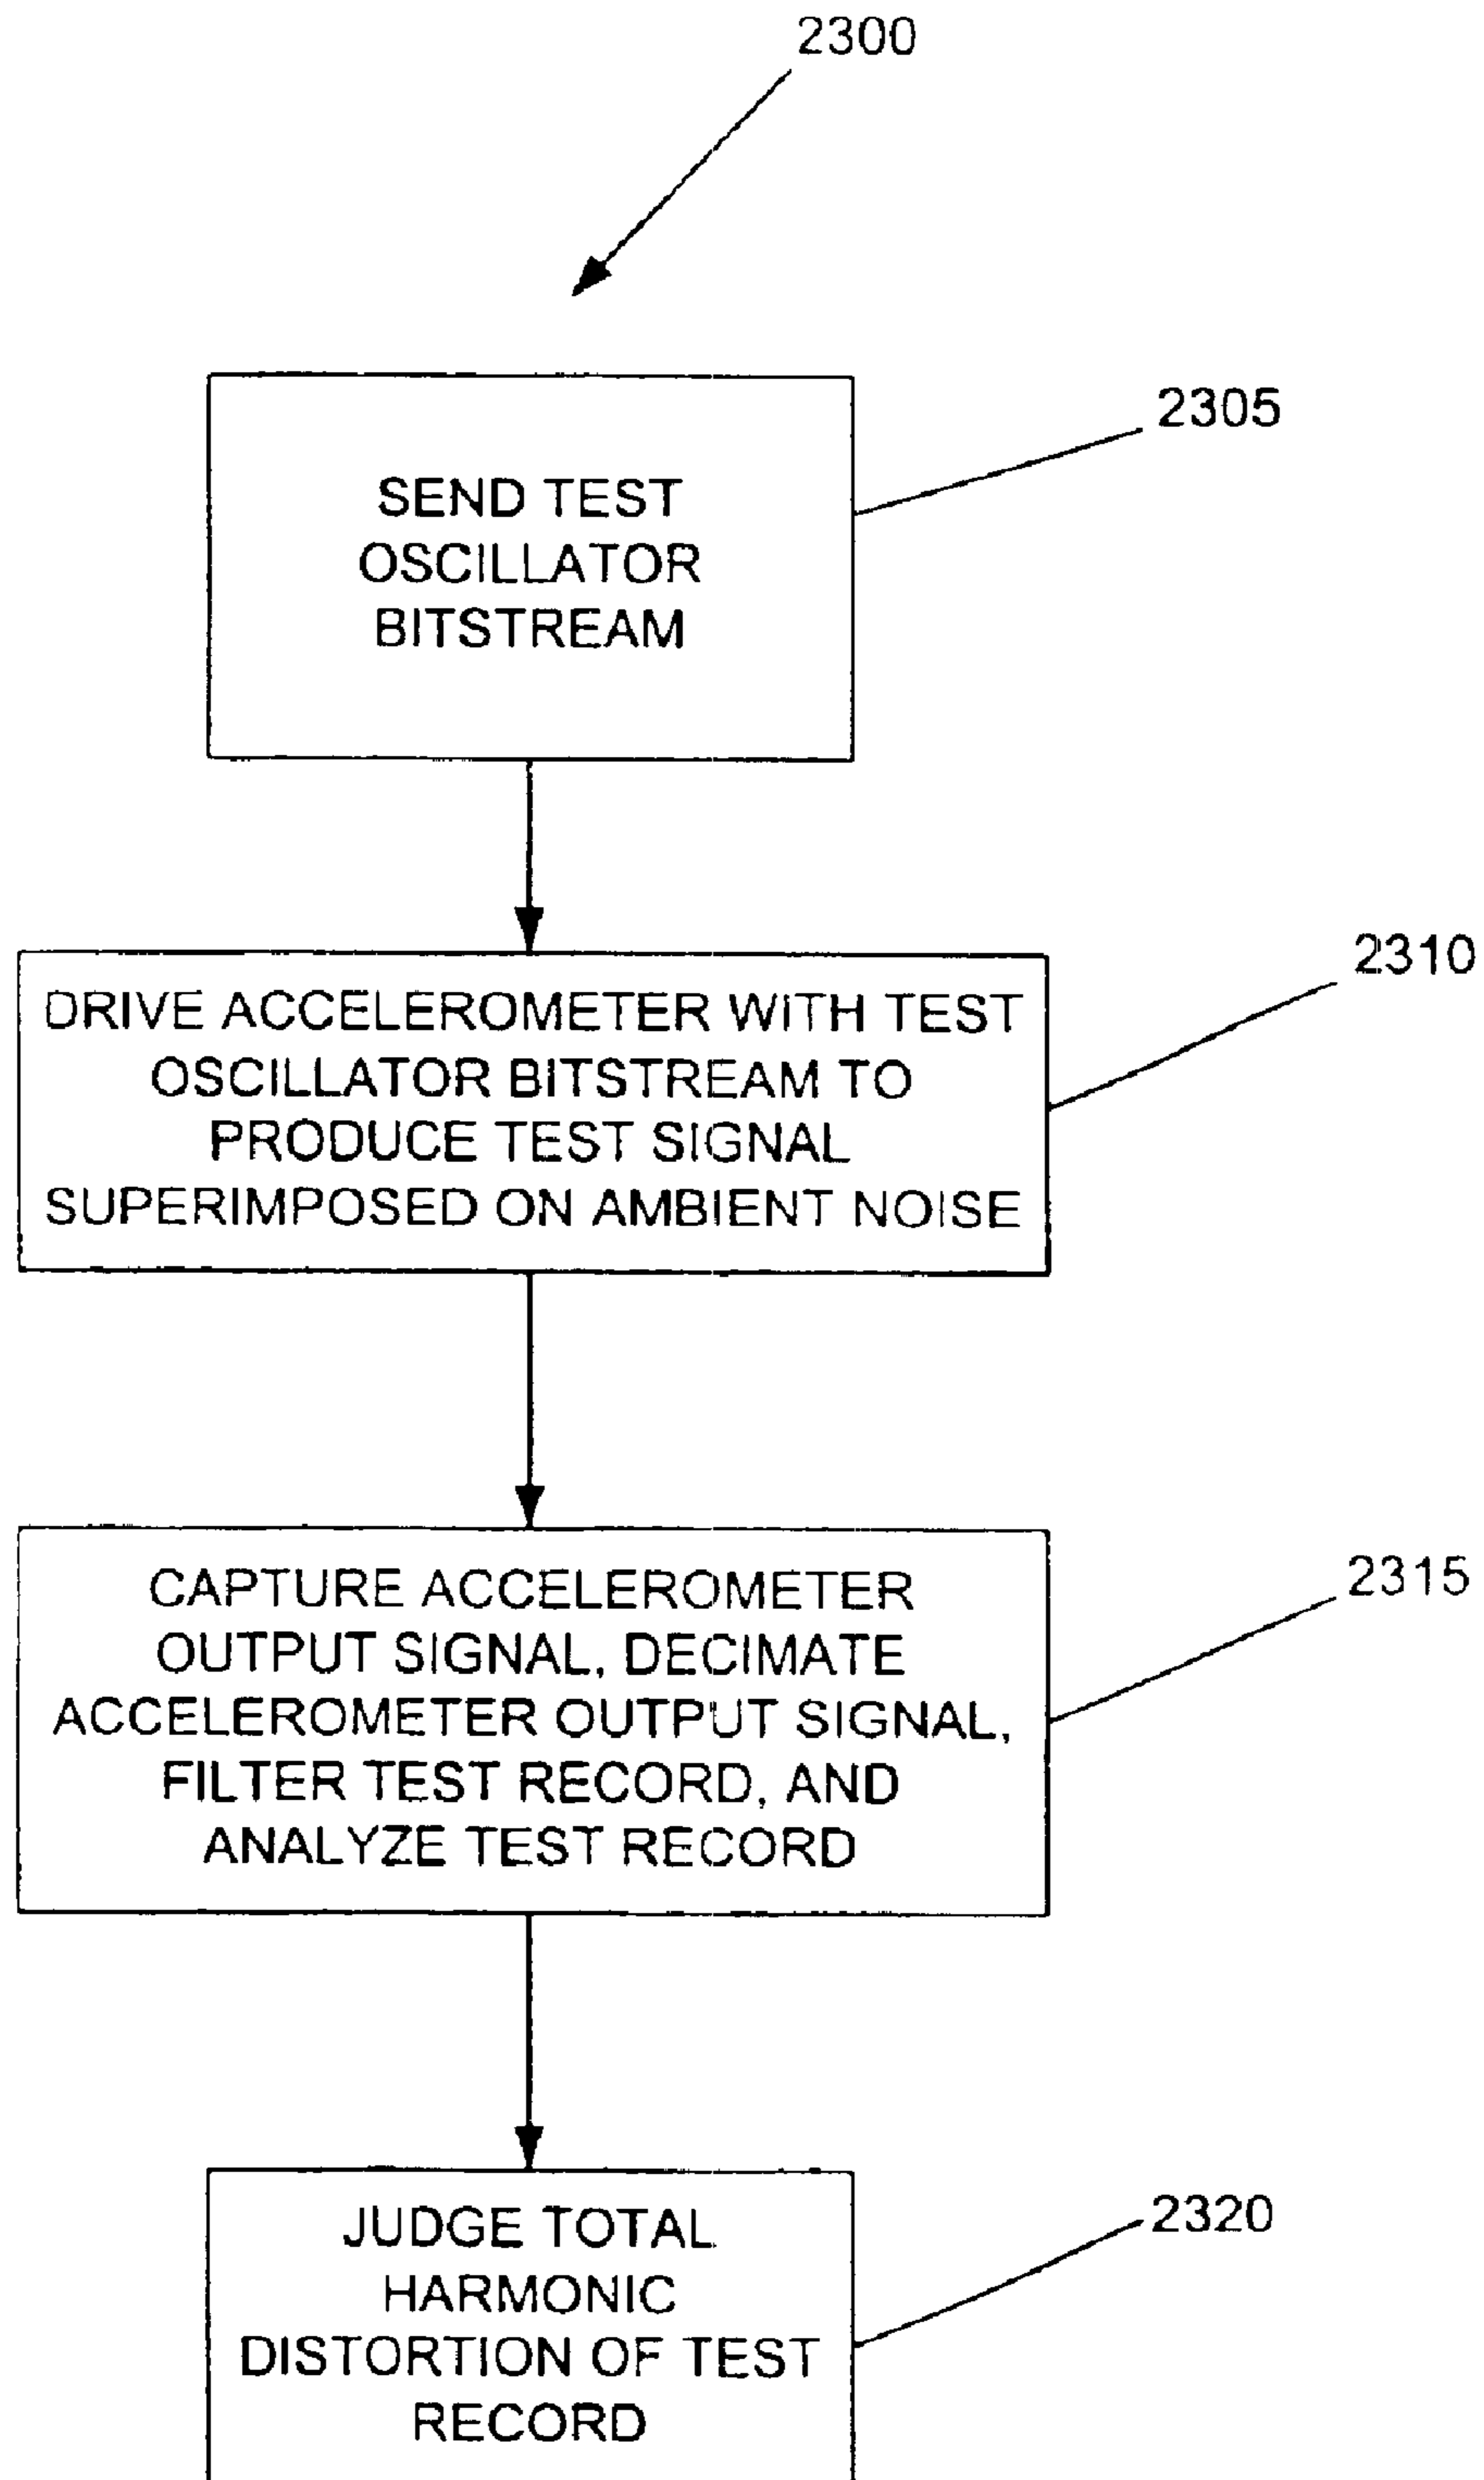 2300
2305
SEND TEST
OSCILLATOR
BITSTREAM
2310
DRIVE ACCELEROMETER WITH TEST
OSCILLATOR BITSTREAM TO
PRODUCE TEST SIGNAL
SUPERIMPOSED ON AMBIENT NOISE
2315
CAPTURE ACCELEROMETER
OUTPUT SIGNAL, DECIMATE
ACCELEROMETER OUTPUT SIGNAL,
FILTER TEST RECORD, AND
ANALYZE TEST RECORD
2320
JUDGE TOTAL
HARMONIC
DISTORTION OF TEST
RECORD